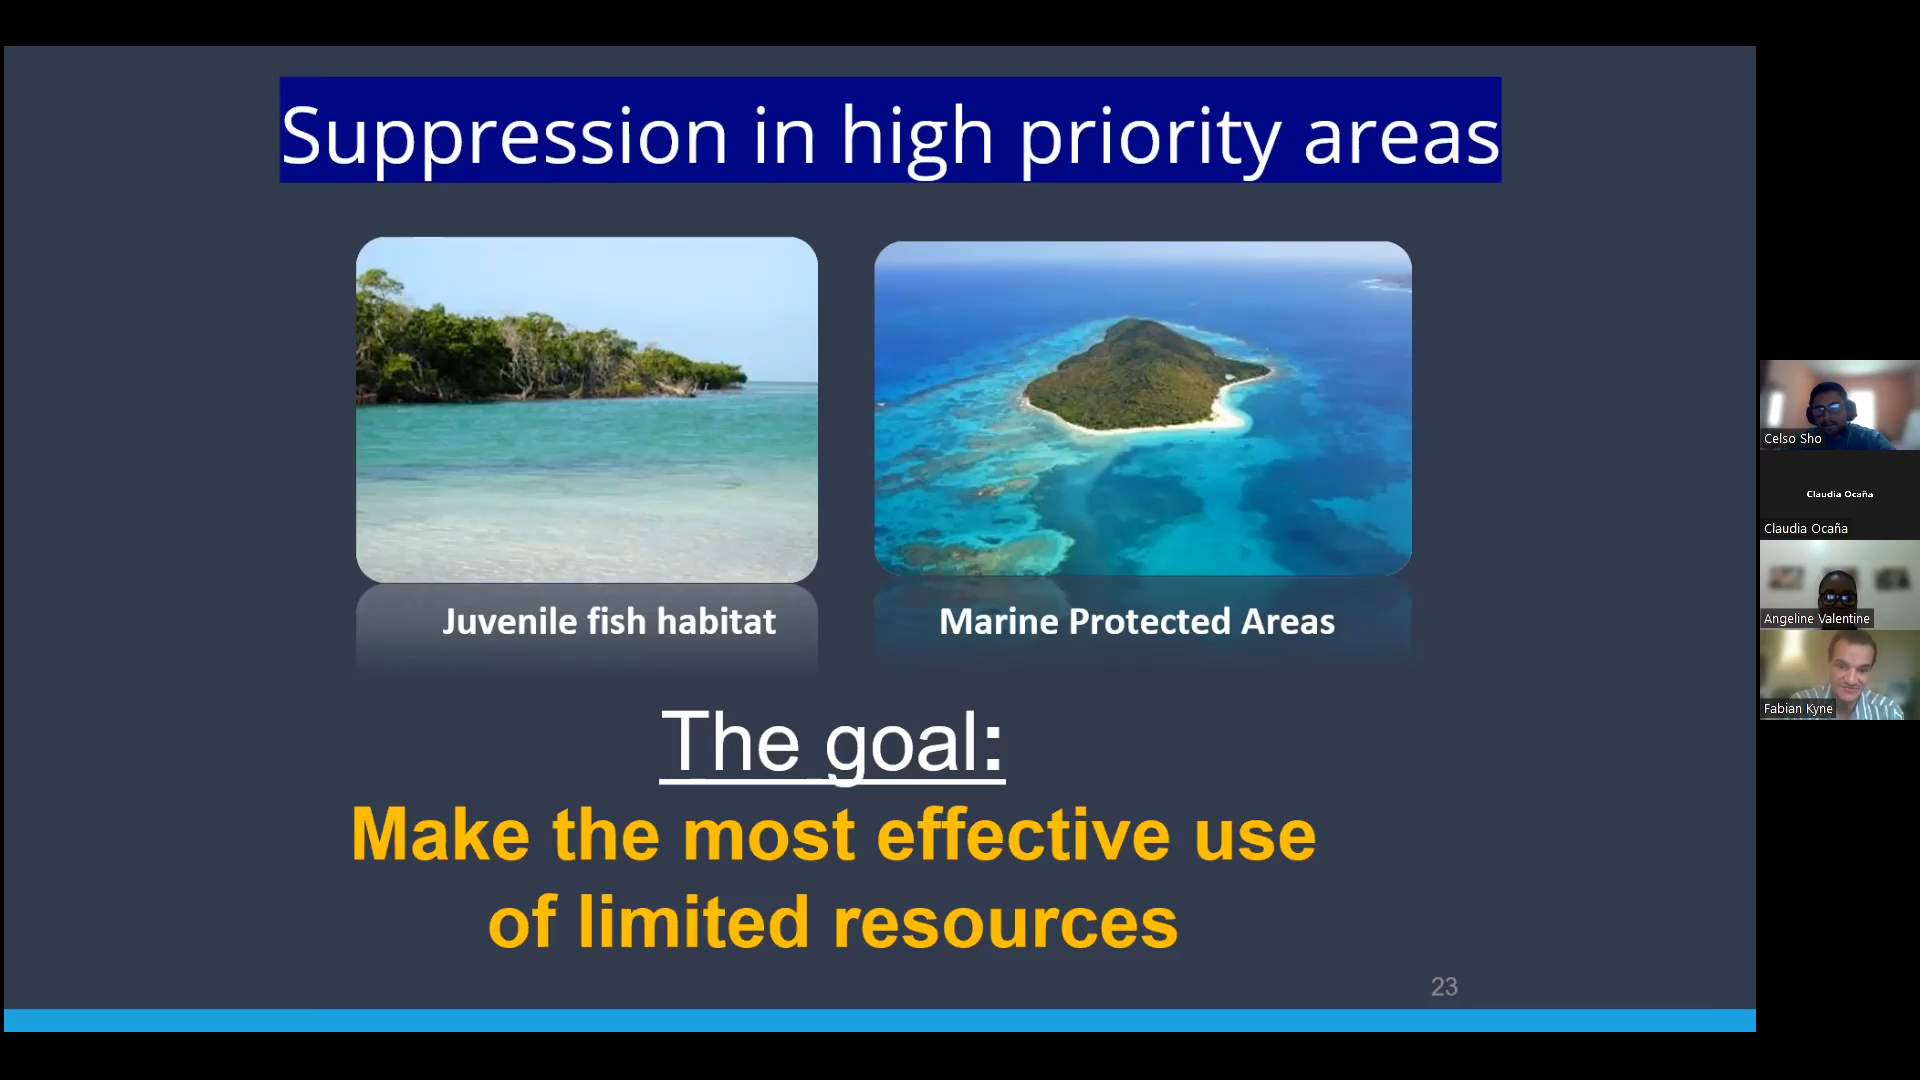 Suppression in high priority areas
Juvenile fish habitat
Marine Protected Areas
The goal:
Make the most effective use
of limited resources
23
Celso Sho
Claudia Ocaña
Claudia Ocaña
Angeline Valentine
Fabian Kyne